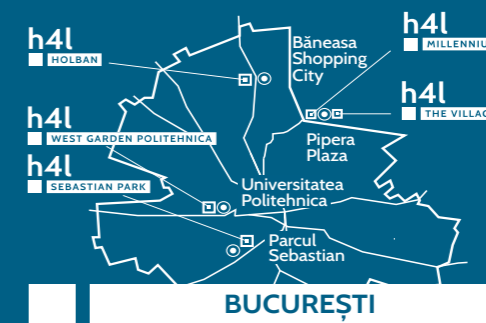 h4l
HOLBAN
h4l
WEST GARDEN POLITEHNICA
h4l
SEBASTIAN PARK
Băneasa
Shopping
City
h4l
h4l
Pipera
Plaza
Universitatea
Politehnica
Parcul
Sebastian
BUCUREȘTI